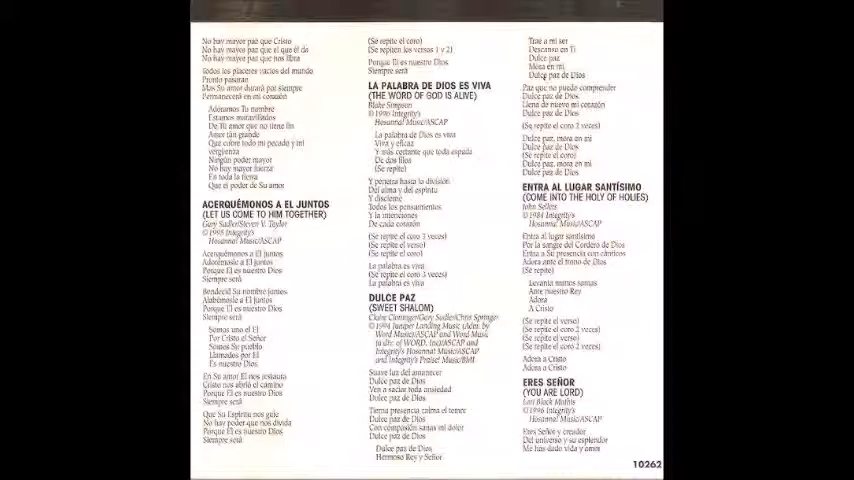 No hay mayor paz que Cristo
No hay mayor paz que el que él da
No hay mayor paz que nos libra
Todos los placeres vacíos del mundo
Pronto pasarán
Mas Su amor durará por siempre
Permanecerá en mi corazón
Adoramos Tu nombre
Estamos maravillados
De Tu amor que no tiene fin
Amor tan grande
Que cubre todo mi pecado y mi
vergüenza
Ningún poder mayor
No hay mayor fuerza
En toda la tierra
Que el poder de Su amor
ACERQUÉMONOS A EL JUNTOS
(LET US COME TO HIM TOGETHER)
Gary Sadler/Steven V. Taylor
© 1995 Integrity's
Hosanna! Music/ASCAP
Acerquémonos a El juntos
Adorémosle a El juntos
Porque El es nuestro Dios
Siempre será
Bendecid Su nombre juntos
Alabémosle a El juntos
Porque El es nuestro Dios
Siempre será
Somos uno el El
Por Cristo el Señor
Somos Su pueblo
Llamados por El
Es nuestro Dios
En Su amor El nos restaura
Cristo nos abrió el camino
Porque El es nuestro Dios
Siempre será
Que Su Espíritu nos guíe
No hay poder que nos divida
Porque El es nuestro Dios
Siempre será
(Se repite el coro)
(Se repiten los versos 1 y 2)
Porque El es nuestro Dios
Siempre será
LA PALABRA DE DIOS ES VIVA
(THE WORD OF GOD IS ALIVE)
Blake Simpson
© 1996 Integrity's
Hosanna! Music/ASCAP
La palabra de Dios es viva
Viva y eficaz
Y más cortante que toda espada
De dos filos
(Se repite)
Y penetra hasta la división
Del alma y del espíritu
Y discierne
Todos los pensamientos
Y la intenciones
De cada corazón
(Se repite el coro 3 veces)
(Se repite el verso)
(Se repite el coro)
La palabra es viva
(Se repite el coro 3 veces)
La palabra es viva
DULCE PAZ
(SWEET SHALOM)
Claire Cloninger/Gary Sadler/Chris Springer
© 1994 Juniper Landing Music (Adm. by
Word Music)/ASCAP and Word Music
(a div. of WORD, Inc)/ASCAP and
Integrity's Hosanna! Music/ASCAP
and Integrity's Praise! Music/BMI
Suave luz del amanecer
Dulce paz de Dios
Ven a saciar toda ansiedad
Dulce paz de Dios
Tierna presencia calma el temor
Dulce paz de Dios
Con compasión sanas mi dolor
Dulce paz de Dios
Dulce paz de Dios
Hermoso Rey y Señor
Trae a mi ser
Descanso en Ti
Dulce paz
Mora en mí
Dulce paz de Dios
Paz que no puedo comprender
Dulce paz de Dios
Llena de nuevo mi corazón
Dulce paz de Dios
(Se repite el coro 2 veces)
Dulce paz, mora en mí
Dulce paz de Dios
(Se repite el coro)
Dulce paz, mora en mí
Dulce paz de Dios
ENTRA AL LUGAR SANTÍSIMO
(COME INTO THE HOLY OF HOLIES)
John Sellers
© 1984 Integrity's
Hosanna! Music/ASCAP
Entra al lugar santísimo
Por la sangre del Cordero de Dios
Entra a Su presencia con cánticos
Adora ante el trono de Dios
(Se repite)
Levanta manos santas
Ante nuestro Rey
Adora
A Cristo
(Se repite el verso)
(Se repite el coro 2 veces)
(Se repite el verso)
(Se repite el coro 2 veces)
Adora a Cristo
Adora a Cristo
ERES SEÑOR
(YOU ARE LORD)
Lori Black Mathis
© 1996 Integrity's
Hosanna! Music/ASCAP
Eres Señor y creador
Del universo y su esplendor
Me has dado vida y amor
10262